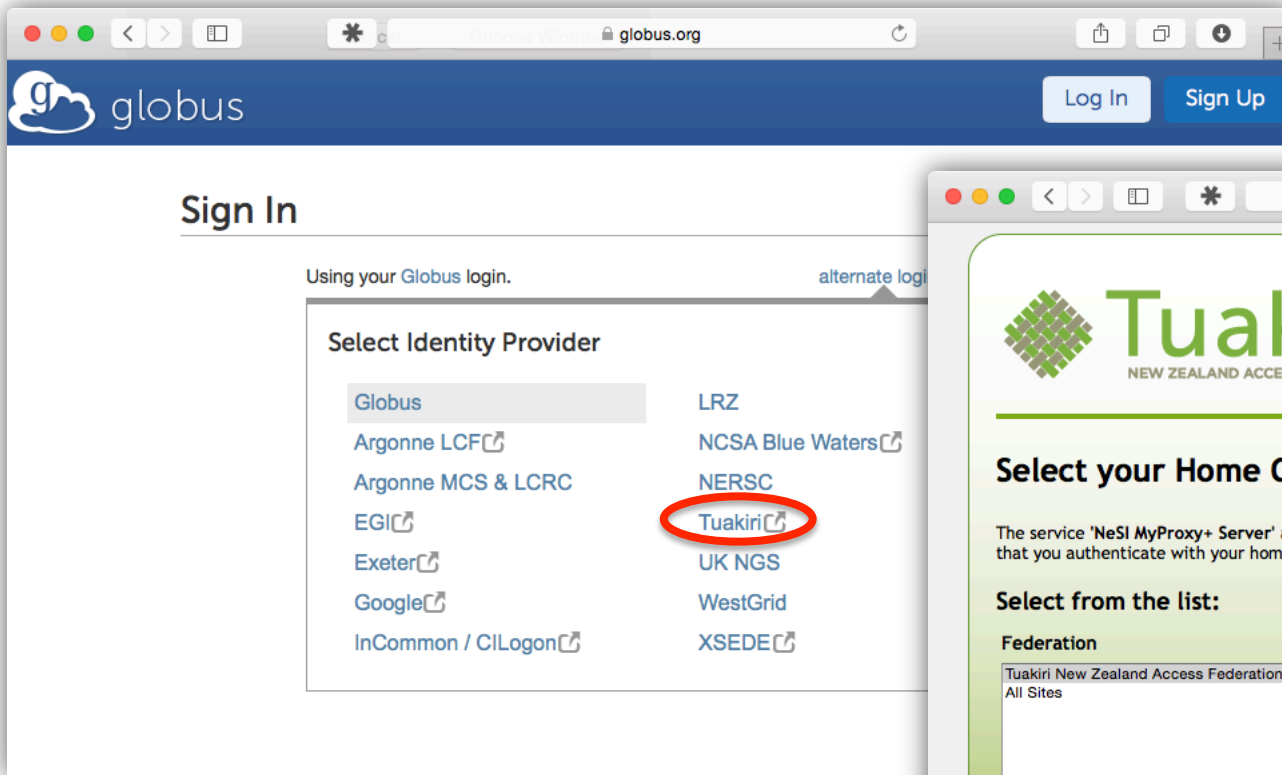 globus.org
g globus
Log In
Sign Up
Sign In
Using your Globus login.
alternate logi
Select Identity Provider
Globus
Argonne LCF
Argonne MCS & LCRC
EGI
Exeter
Google
InCommon / CILogon
LRZ
NCSA Blue Waters
NERSC
Tuakiri
UK NGS
WestGrid
XSEDE
Tuak
NEW ZEALAND ACCE
Select your Home
The service 'NeSI MyProxy+ Server'
that you authenticate with your hom
Select from the list:
Federation
Tuakiri New Zealand Access Federation
All Sites